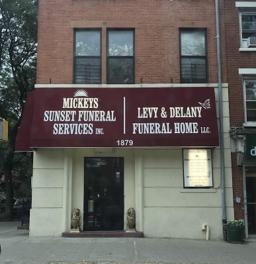 MICKEYS
SUNSET FUNERAL
SERVICES INC.
LEVY & DELANY
FUNERAL HOME LLC.
1879